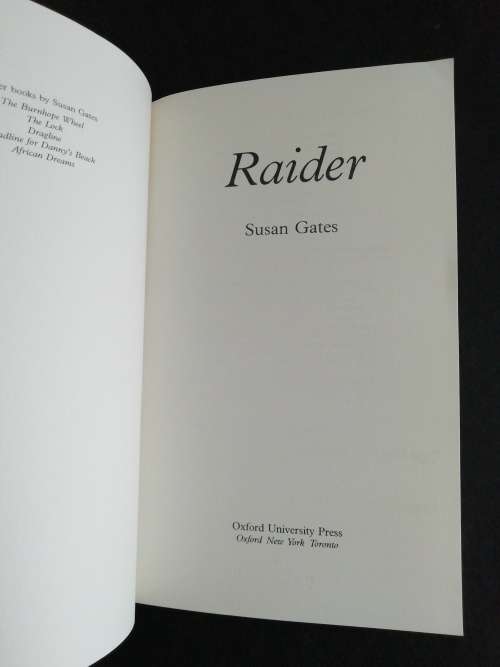 er books by Susan Gates
The Burnhope Wheel
The Lock
Dragline
adline for Danny's Beach
African Dreams
Raider
Susan Gates
Oxford University Press
Oxford New York Toronto